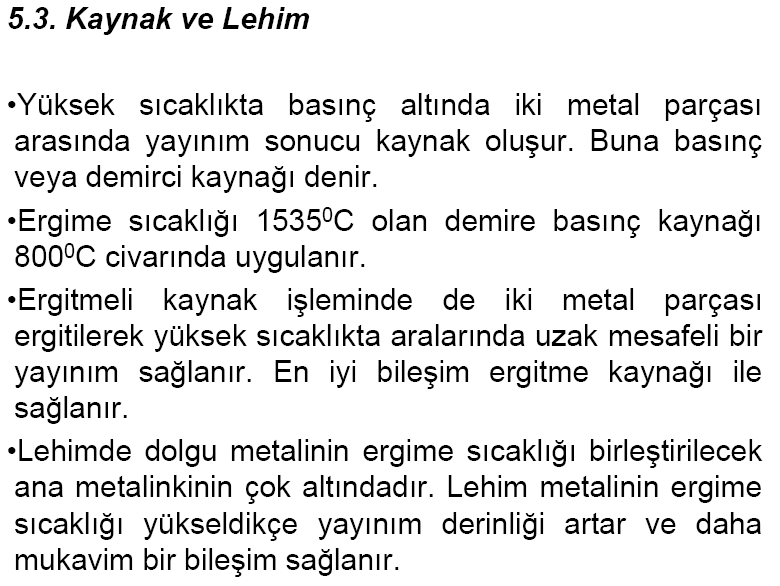 5.3. Kaynak ve Lehim
•Yüksek sıcaklıkta basınç altında iki metal parçası
arasında yayınım sonucu kaynak oluşur. Buna basınç
veya demirci kaynağı denir.
•Ergime sıcaklığı 1535⁰C olan demire basınç kaynağı
800⁰C civarında uygulanır.
•Ergitmeli kaynak işleminde de iki metal parçası
ergitilerek yüksek sıcaklıkta aralarında uzak mesafeli bir
yayınım sağlanır. En iyi bileşim ergitme kaynağı ile
sağlanır.
•Lehimde dolgu metalinin ergime sıcaklığı birleştirilecek
ana metalinkinin çok altındadır. Lehim metalinin ergime
sıcaklığı yükseldikçe yayınım derinliği artar ve daha
mukavim bir bileşim sağlanır.